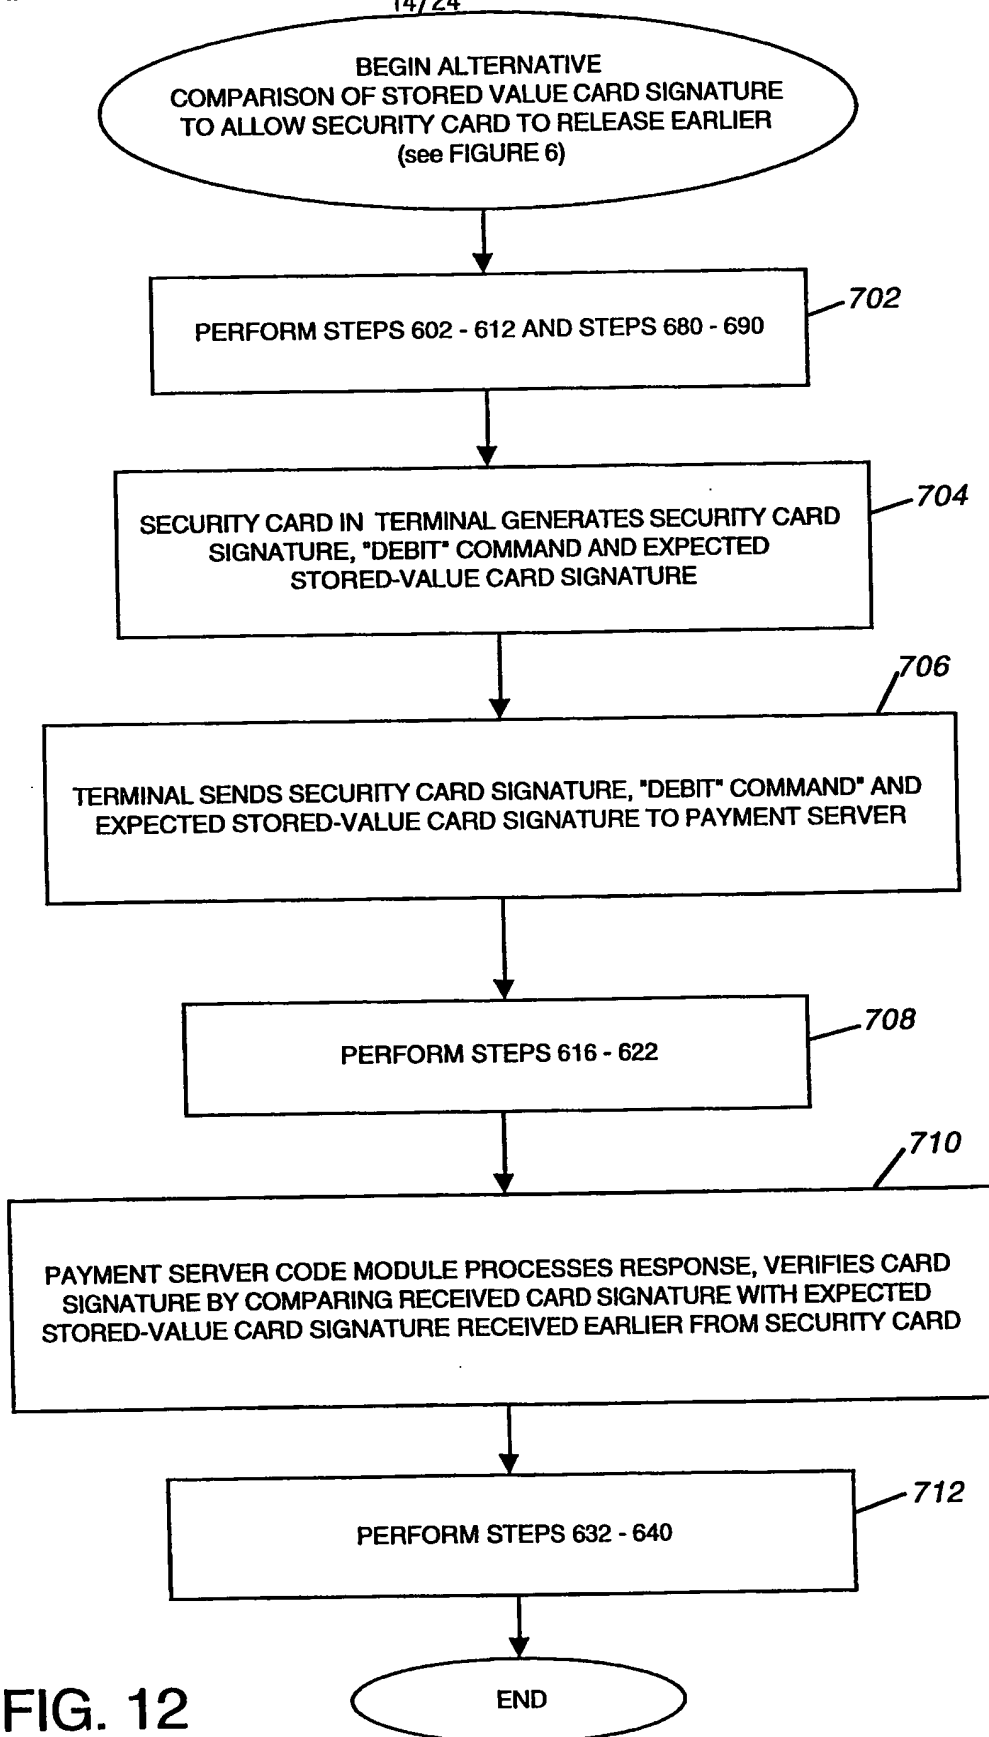 14/24
BEGIN ALTERNATIVE
COMPARISON OF STORED VALUE CARD SIGNATURE
TO ALLOW SECURITY CARD TO RELEASE EARLIER
(see FIGURE 6)
702
PERFORM STEPS 602 - 612 AND STEPS 680 - 690
704
SECURITY CARD IN TERMINAL GENERATES SECURITY CARD
SIGNATURE, "DEBIT" COMMAND AND EXPECTED
STORED-VALUE CARD SIGNATURE
706
TERMINAL SENDS SECURITY CARD SIGNATURE, "DEBIT" COMMAND" AND
EXPECTED STORED-VALUE CARD SIGNATURE TO PAYMENT SERVER
708
PERFORM STEPS 616 - 622
710
PAYMENT SERVER CODE MODULE PROCESSES RESPONSE, VERIFIES CARD
SIGNATURE BY COMPARING RECEIVED CARD SIGNATURE WITH EXPECTED
STORED-VALUE CARD SIGNATURE RECEIVED EARLIER FROM SECURITY CARD
712
PERFORM STEPS 632 - 640
END
FIG. 12